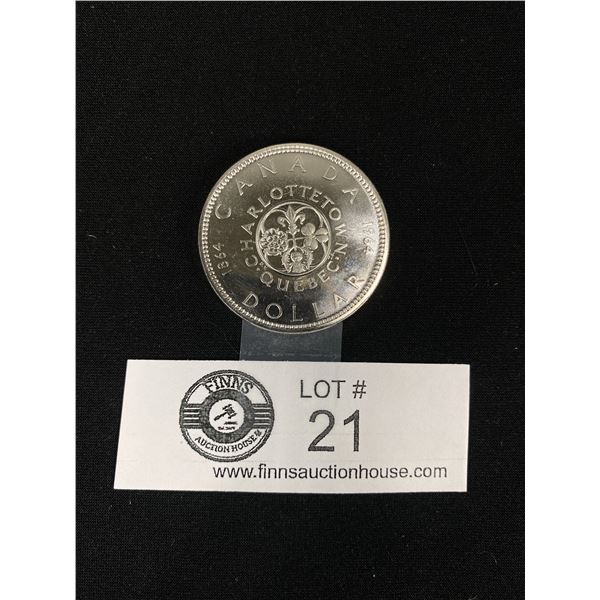 CANADA
1864
1964
CHARLOTTETOWN
QUEBEC
DOLLAR
FINNS
AUCTION HOUSE
LOT #
21
www.finnsauctionhouse.com